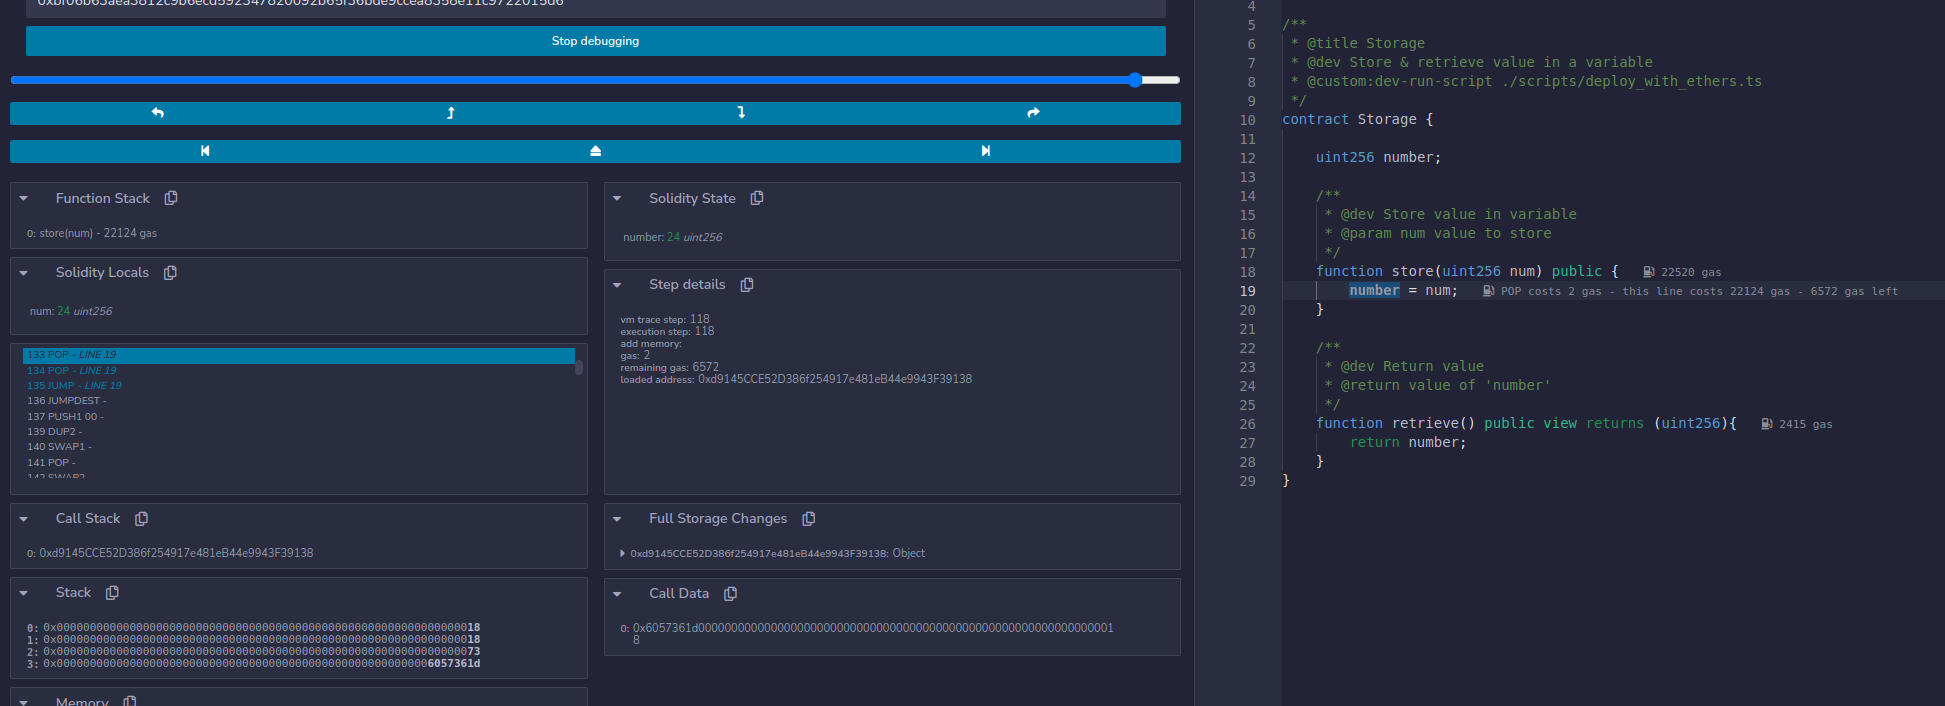 Stop debugging
Function Stack
0: store(num) - 22124 gas
Solidity Locals
num: 24 uint256
133 POP - LINE 19
134 POP - LINE 19
135 JUMP - LINE 19
136 JUMPDEST -
137 PUSH1 00 -
139 DUP2 -
140 SWAP1 -
141 POP -
142 SWAP2
Call Stack
0: 0xd9145CCE52D386f254917e481eB44e9943F39138
Stack
0: 0x0000000000000000000000000000000000000000000000000000000000000018
1: 0x0000000000000000000000000000000000000000000000000000000000000018
2: 0x0000000000000000000000000000000000000000000000000000000000000073
3: 0x000000000000000000000000000000000000000000000000000000006057361d
Memory
Solidity State
number: 24 uint256
Step details
vm trace step: 118
execution step: 118
add memory:
gas: 2
remaining gas: 6572
loaded address: 0xd9145CCE52D386f254917e481eB44e9943F39138
Full Storage Changes
0xd9145CCE52D386f254917e481eB44e9943F39138: Object
Call Data
0: 0x6057361d000000000000000000000000000000000000000000000000000000000000001
8
4
5 /**
6 * @title Storage
7 * @dev Store & retrieve value in a variable
8 * @custom:dev-run-script ./scripts/deploy_with_ethers.ts
9 */
10 contract Storage {
11
12 uint256 number;
13
14 /**
15 * @dev Store value in variable
16 * @param num value to store
17 */
18 function store(uint256 num) public { 22520 gas
19 number = num; POP costs 2 gas - this line costs 22124 gas - 6572 gas left
20 }
21
22 /**
23 * @dev Return value
24 * @return value of 'number'
25 */
26 function retrieve() public view returns (uint256){ 2415 gas
27 return number;
28 }
29 }